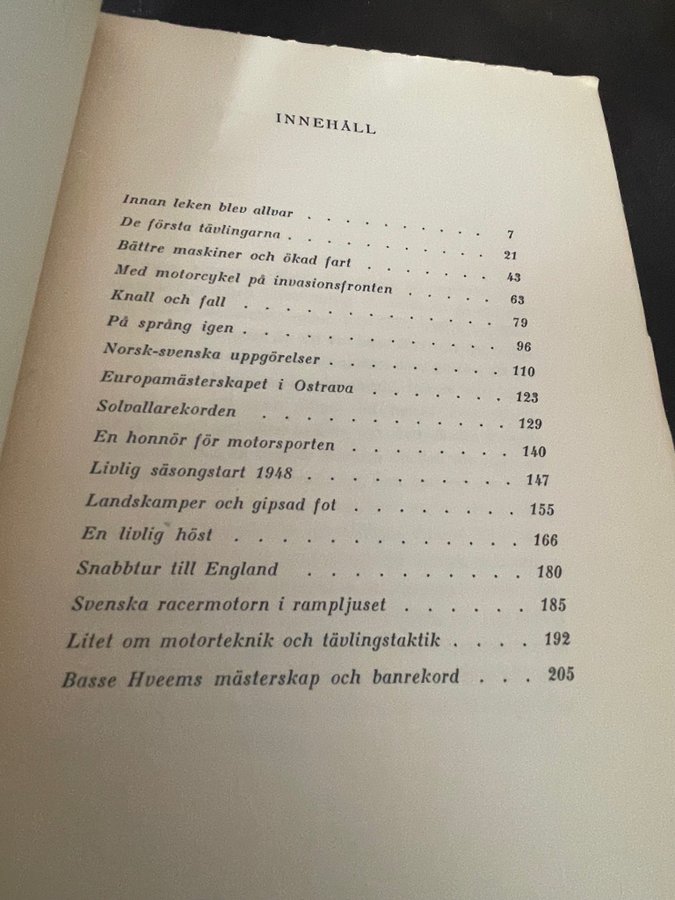 INNEHÅLL
Innan leken blev allvar . . . . . . . . . 7
De första tävlingarna . . . . . . . . . . 21
Bättre maskiner och ökad fart . . . . . . . 43
Med motorcykel på invasionsfronten . . . . . 63
Knall och fall . . . . . . . . . . . . 79
På språng igen . . . . . . . . . . . . 96
Norsk-svenska uppgörelser . . . . . . . . . 110
Europamästerskapet i Ostrava . . . . . . . 123
Solvallarekorden . . . . . . . . . . . 129
En honnör för motorsporten . . . . . . . . 140
Livlig säsongstart 1948 . . . . . . . . . 147
Landskamper och gipsad fot . . . . . . . . 155
En livlig höst . . . . . . . . . . . . 166
Snabbtur till England . . . . . . . . . 180
Svenska racermotorn i rampljuset . . . . . . 185
Litet om motorteknik och tävlingstaktik . . . . 192
Basse Hveems mästerskap och banrekord . . . 205